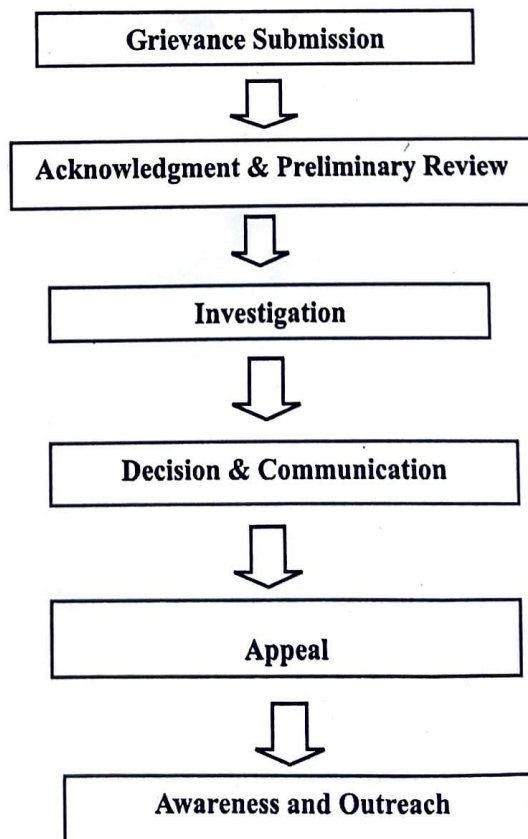 Grievance Submission
Acknowledgment & Preliminary Review
Investigation
Decision & Communication
Appeal
Awareness and Outreach